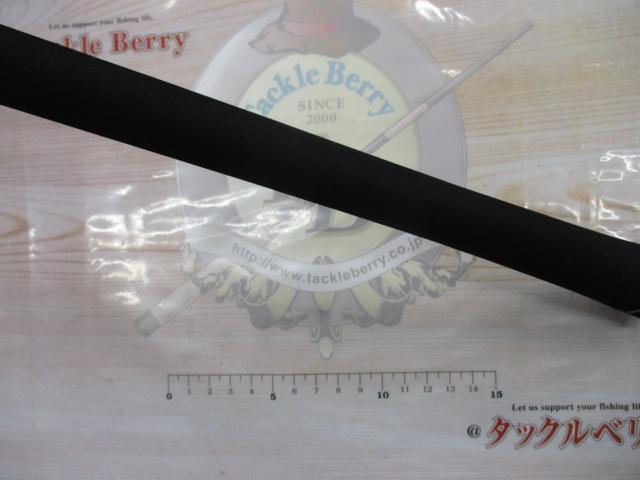 Let us support your fishing life.
ckle Berry
Tackle Berry
SINCE
2000
http://www.tackleberry.co.jp
0 1 2 3 4 5 6 7 8 9 10 11 12 13 14 15
Let us support your fishing lif
@タックルベリ